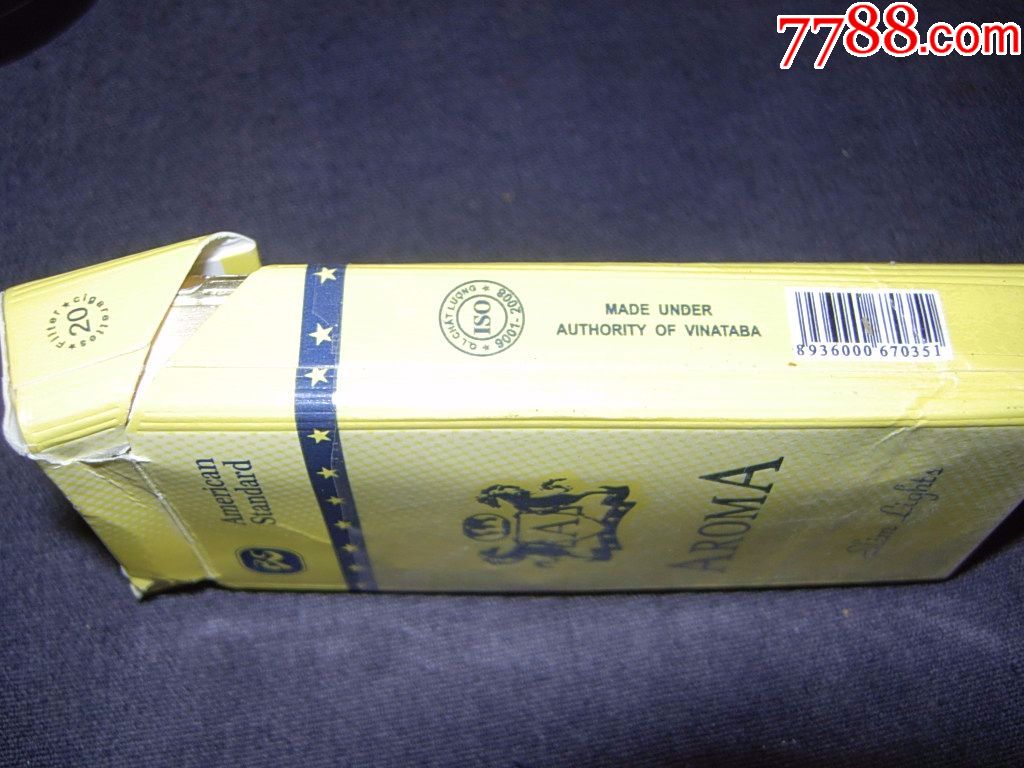 7788.com
★ Filter ★ cigarettes
20
Q.L CHẤT LƯỢNG ★ 9001-2008 ★
ISO
MADE UNDER
AUTHORITY OF VINATABA
8936000 670351
American
Standard
AROMA
Slim Lights